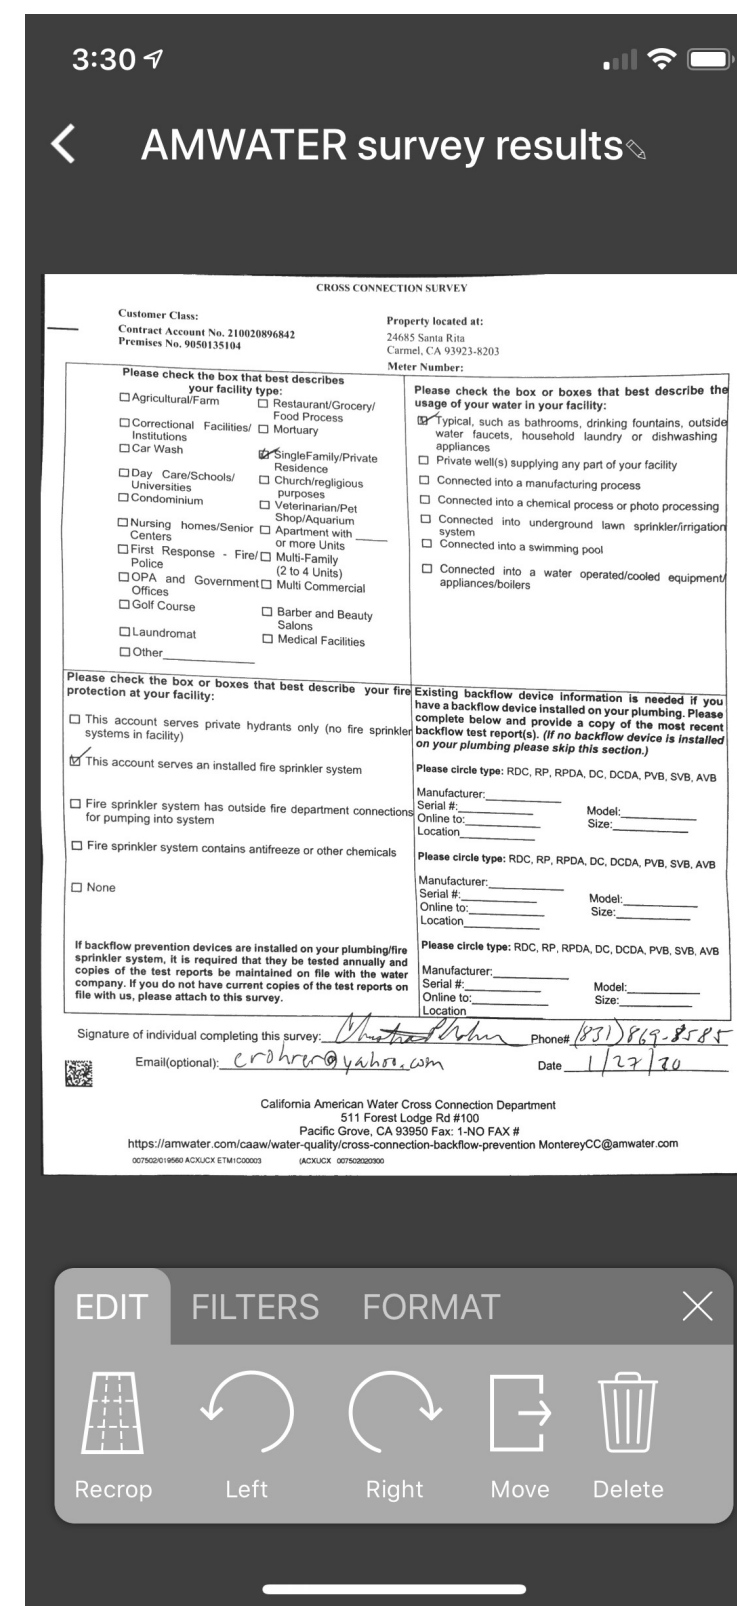 3:30
AMWATER survey results
CROSS CONNECTION SURVEY
Customer Class:
Contract Account No. 210020896842
Premises No. 9050135104
Property located at:
24685 Santa Rita
Carmel, CA 93923-8203
Meter Number:
Please check the box that best describes
your facility type:
Agricultural/Farm
Correctional Facilities/
Institutions
Car Wash
Day Care/Schools/
Universities
Condominium
Nursing homes/Senior
Centers
First Response - Fire/
Police
OPA and Government
Offices
Golf Course
Laundromat
Other
Restaurant/Grocery/
Food Process
Mortuary
SingleFamily/Private
Residence
Church/regligious
purposes
Veterinarian/Pet
Shop/Aquarium
Apartment with
or more Units
Multi-Family
(2 to 4 Units)
Multi Commercial
Barber and Beauty
Salons
Medical Facilities
Please check the box or boxes that best describe the
usage of your water in your facility:
Typical, such as bathrooms, drinking fountains, outside
water faucets, household laundry or dishwashing
appliances
Private well(s) supplying any part of your facility
Connected into a manufacturing process
Connected into a chemical process or photo processing
Connected into underground lawn sprinkler/irrigation
system
Connected into a swimming pool
Connected into a water operated/cooled equipment/
appliances/boilers
Please check the box or boxes that best describe your fire
protection at your facility:
This account serves private hydrants only (no fire sprinkler
systems in facility)
This account serves an installed fire sprinkler system
Fire sprinkler system has outside fire department connections
for pumping into system
Fire sprinkler system contains antifreeze or other chemicals
None
If backflow prevention devices are installed on your plumbing/fire
sprinkler system, it is required that they be tested annually and
copies of the test reports be maintained on file with the water
company. If you do not have current copies of the test reports on
file with us, please attach to this survey.
Existing backflow device information is needed if you
have a backflow device installed on your plumbing. Please
complete below and provide a copy of the most recent
backflow test report(s). (If no backflow device is installed
on your plumbing please skip this section.)
Please circle type: RDC, RP, RPDA, DC, DCDA, PVB, SVB, AVB
Manufacturer:
Serial #: Model:
Online to: Size:
Location
Please circle type: RDC, RP, RPDA, DC, DCDA, PVB, SVB, AVB
Manufacturer:
Serial #: Model:
Online to: Size:
Location
Please circle type: RDC, RP, RPDA, DC, DCDA, PVB, SVB, AVB
Manufacturer:
Serial #: Model:
Online to: Size:
Location
Signature of individual completing this survey: Phone# (831) 869-8585
Email(optional): crohrer@yahoo.com Date 1/27/20
California American Water Cross Connection Department
511 Forest Lodge Rd #100
Pacific Grove, CA 93950 Fax: 1-NO FAX #
https://amwater.com/caaw/water-quality/cross-connection-backflow-prevention MontereyCC@amwater.com
007502/019560 ACXUCX ETM1C00003 (ACXUCX 007502020300
EDIT FILTERS FORMAT
Recrop Left Right Move Delete